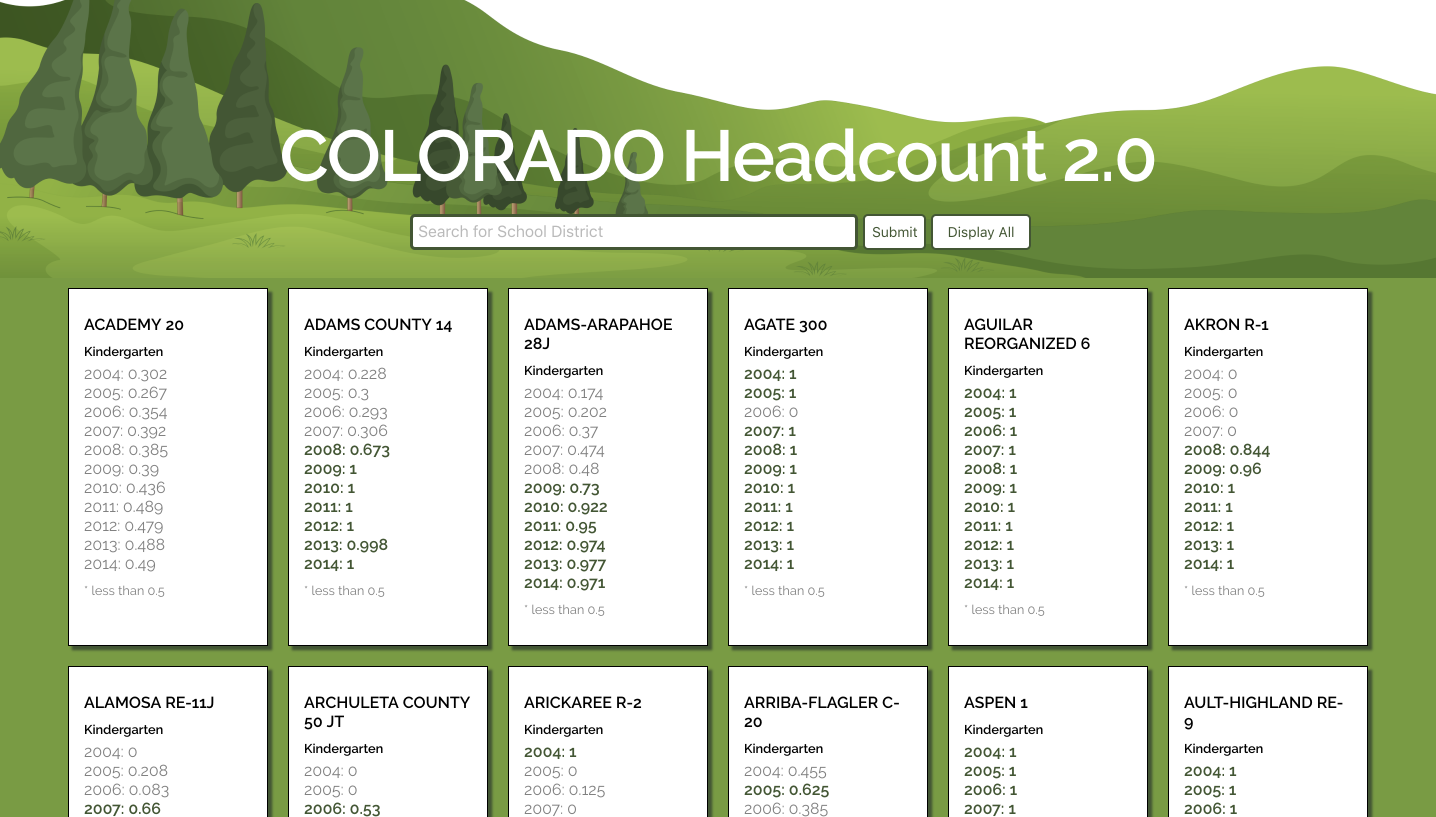 COLORADO Headcount 2.0
Search for School District
Submit
Display All
ACADEMY 20
Kindergarten
2004: 0.302
2005: 0.267
2006: 0.354
2007: 0.392
2008: 0.385
2009: 0.39
2010: 0.436
2011: 0.489
2012: 0.479
2013: 0.488
2014: 0.49
* less than 0.5
ADAMS COUNTY 14
Kindergarten
2004: 0.228
2005: 0.3
2006: 0.293
2007: 0.306
2008: 0.673
2009: 1
2010: 1
2011: 1
2012: 1
2013: 0.998
2014: 1
* less than 0.5
ADAMS-ARAPAHOE
28J
Kindergarten
2004: 0.174
2005: 0.202
2006: 0.37
2007: 0.474
2008: 0.48
2009: 0.73
2010: 0.922
2011: 0.95
2012: 0.974
2013: 0.977
2014: 0.971
* less than 0.5
AGATE 300
Kindergarten
2004: 1
2005: 1
2006: 0
2007: 1
2008: 1
2009: 1
2010: 1
2011: 1
2012: 1
2013: 1
2014: 1
* less than 0.5
AGUILAR
REORGANIZED 6
Kindergarten
2004: 1
2005: 1
2006: 1
2007: 1
2008: 1
2009: 1
2010: 1
2011: 1
2012: 1
2013: 1
2014: 1
* less than 0.5
AKRON R-1
Kindergarten
2004: 0
2005: 0
2006: 0
2007: 0
2008: 0.844
2009: 0.96
2010: 1
2011: 1
2012: 1
2013: 1
2014: 1
* less than 0.5
ALAMOSA RE-11J
Kindergarten
2004: 0
2005: 0.208
2006: 0.083
2007: 0.66
ARCHULETA COUNTY
50 JT
Kindergarten
2004: 0
2005: 0
2006: 0.53
ARICKAREE R-2
Kindergarten
2004: 1
2005: 0
2006: 0.125
2007: 0
ARRIBA-FLAGLER C-
20
Kindergarten
2004: 0.455
2005: 0.625
2006: 0.385
ASPEN 1
Kindergarten
2004: 1
2005: 1
2006: 1
2007: 1
AULT-HIGHLAND RE-
9
Kindergarten
2004: 1
2005: 1
2006: 1